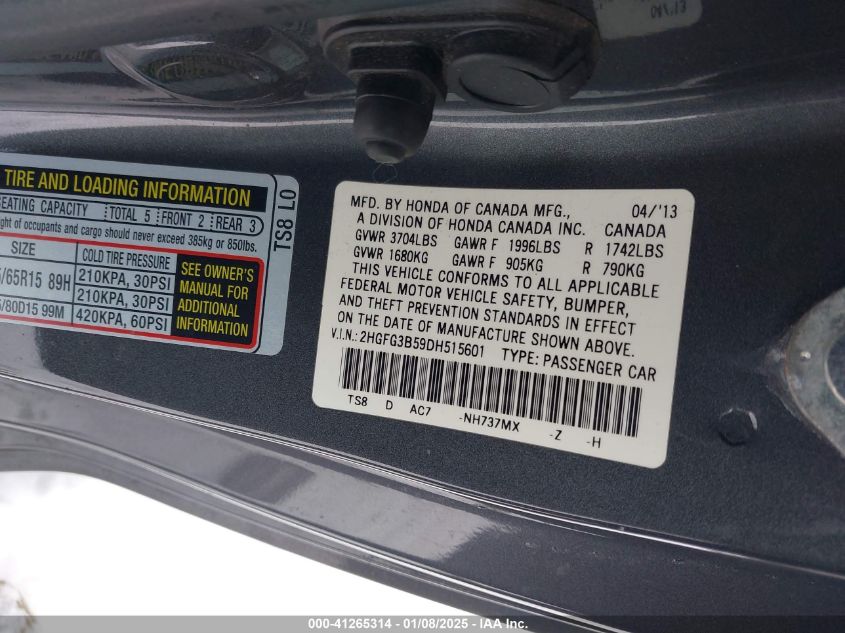 TIRE AND LOADING INFORMATION
SEATING CAPACITY TOTAL 5 FRONT 2 REAR 3
ght of occupants and cargo should never exceed 385kg or 850lbs.
SIZE COLD TIRE PRESSURE
5/65R15 89H 210KPA, 30PSI
210KPA, 30PSI
5/80D15 99M 420KPA, 60PSI
SEE OWNER'S
MANUAL FOR
ADDITIONAL
INFORMATION
TS8 L0
MFD. BY HONDA OF CANADA MFG., 04/'13
A DIVISION OF HONDA CANADA INC. CANADA
GVWR 3704LBS GAWR F 1996LBS R 1742LBS
GVWR 1680KG GAWR F 905KG R 790KG
THIS VEHICLE CONFORMS TO ALL APPLICABLE
FEDERAL MOTOR VEHICLE SAFETY, BUMPER,
AND THEFT PREVENTION STANDARDS IN EFFECT
ON THE DATE OF MANUFACTURE SHOWN ABOVE.
V.I.N.: 2HGFG3B59DH515601 TYPE: PASSENGER CAR
TS8 D AC7 -NH737MX -Z -H
000-41265314 - 01/08/2025 - IAA Inc.